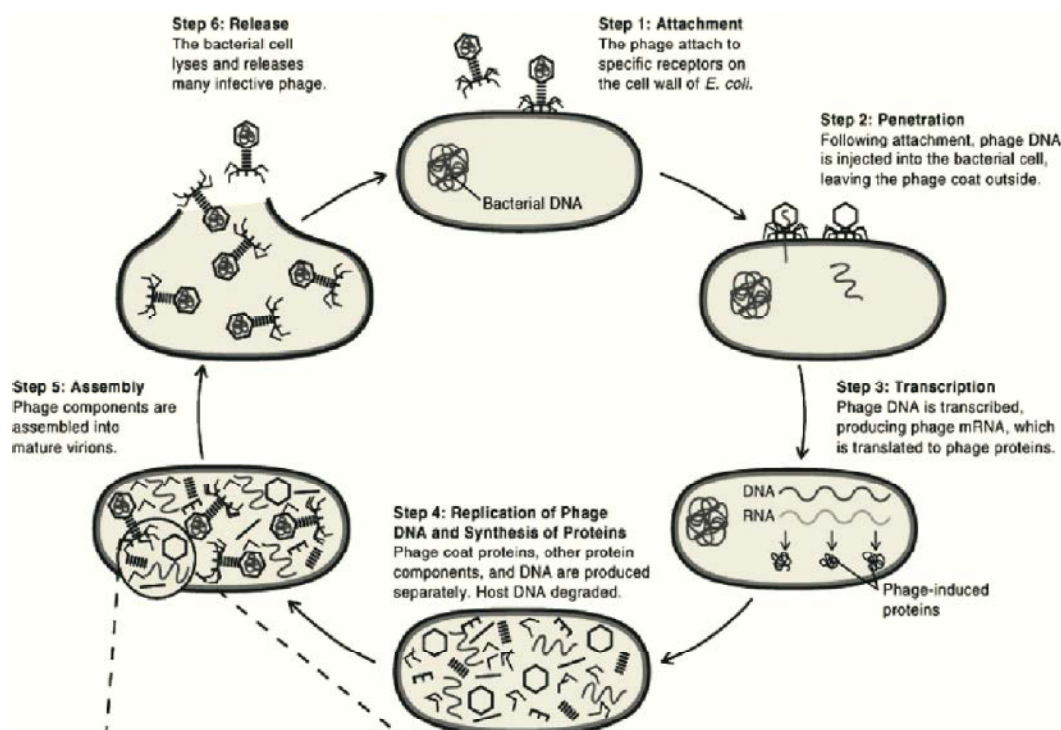 Step 6: Release
The bacterial cell
lyses and releases
many infective phage.
Step 1: Attachment
The phage attach to
specific receptors on
the cell wall of E. coli.
Step 2: Penetration
Following attachment, phage DNA
is injected into the bacterial cell,
leaving the phage coat outside.
Bacterial DNA
Step 3: Transcription
Phage DNA is transcribed,
producing phage mRNA, which
is translated to phage proteins.
DNA
RNA
Phage-induced
proteins
Step 4: Replication of Phage
DNA and Synthesis of Proteins
Phage coat proteins, other protein
components, and DNA are produced
separately. Host DNA degraded.
Step 5: Assembly
Phage components are
assembled into
mature virions.